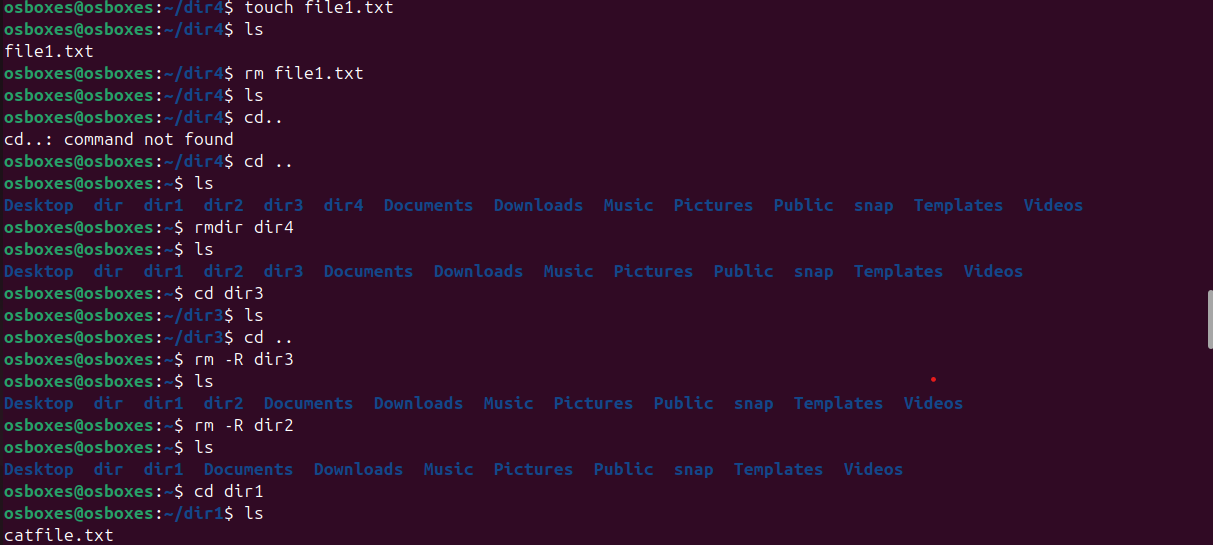 osboxes@osboxes:~/dir4$ touch file1.txt
osboxes@osboxes:~/dir4$ ls
file1.txt
osboxes@osboxes:~/dir4$ rm file1.txt
osboxes@osboxes:~/dir4$ ls
osboxes@osboxes:~/dir4$ cd..
cd..: command not found
osboxes@osboxes:~/dir4$ cd ..
osboxes@osboxes:~$ ls
Desktop  dir  dir1  dir2  dir3  dir4  Documents  Downloads  Music  Pictures  Public  snap  Templates  Videos
osboxes@osboxes:~$ rmdir dir4
osboxes@osboxes:~$ ls
Desktop  dir  dir1  dir2  dir3  Documents  Downloads  Music  Pictures  Public  snap  Templates  Videos
osboxes@osboxes:~$ cd dir3
osboxes@osboxes:~/dir3$ ls
osboxes@osboxes:~/dir3$ cd ..
osboxes@osboxes:~$ rm -R dir3
osboxes@osboxes:~$ ls
Desktop  dir  dir1  dir2  Documents  Downloads  Music  Pictures  Public  snap  Templates  Videos
osboxes@osboxes:~$ rm -R dir2
osboxes@osboxes:~$ ls
Desktop  dir  dir1  Documents  Downloads  Music  Pictures  Public  snap  Templates  Videos
osboxes@osboxes:~$ cd dir1
osboxes@osboxes:~/dir1$ ls
catfile.txt